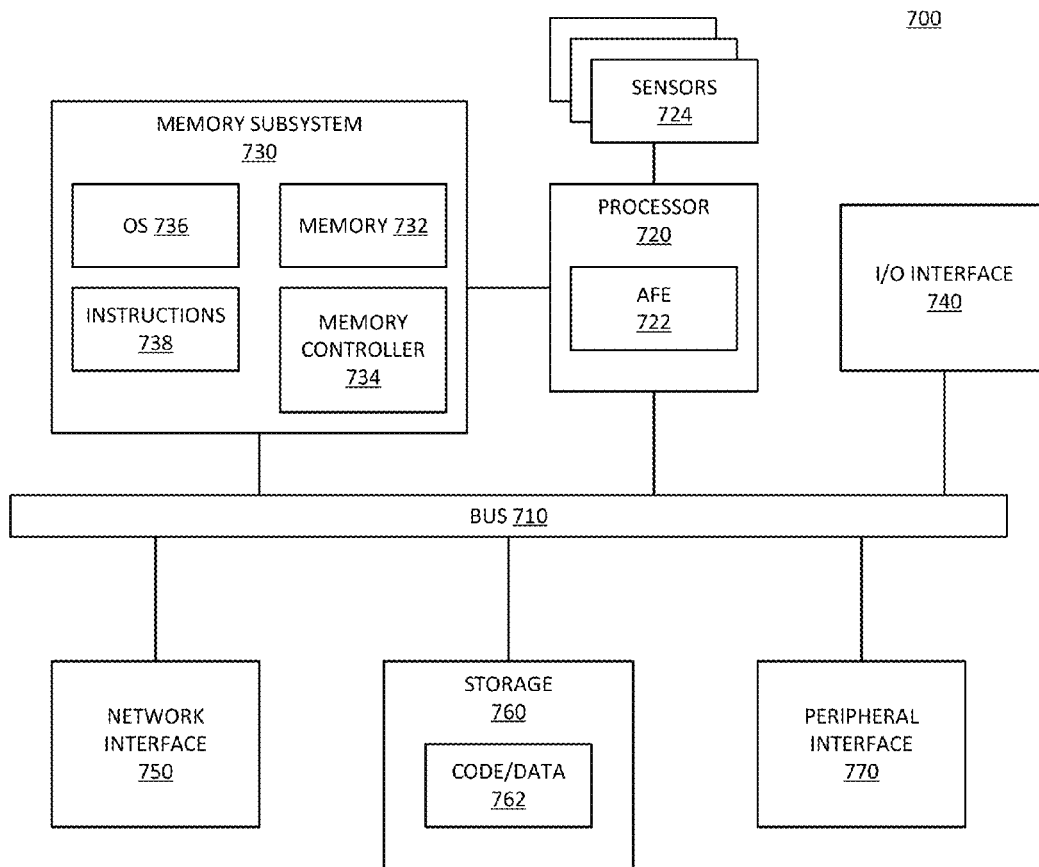 700
SENSORS
724
MEMORY SUBSYSTEM
730
OS 736
MEMORY 732
INSTRUCTIONS
738
MEMORY
CONTROLLER
734
PROCESSOR
720
AFE
722
I/O INTERFACE
740
BUS 710
NETWORK
INTERFACE
750
STORAGE
760
CODE/DATA
762
PERIPHERAL
INTERFACE
770